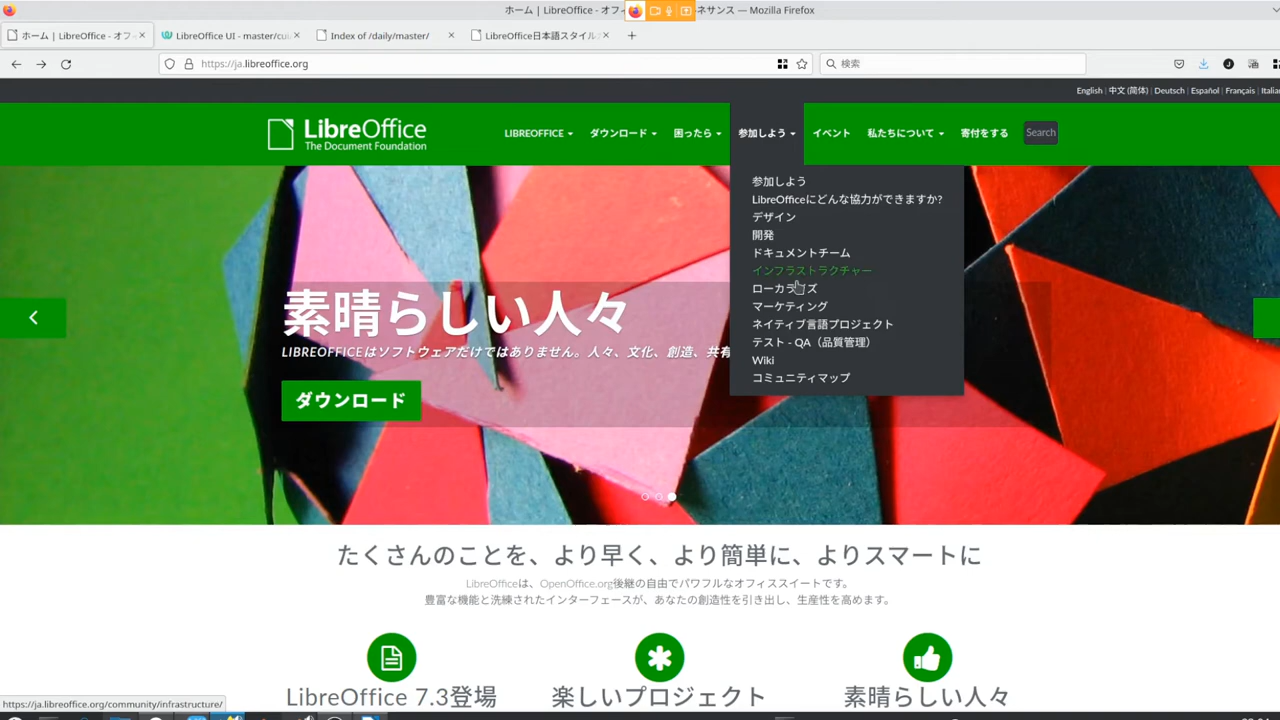 ホーム | LibreOffice - オフィ
ネサンス — Mozilla Firefox
ホーム | LibreOffice - オフ
LibreOffice UI - master/cui
Index of /daily/master/
LibreOffice日本語スタイル
https://ja.libreoffice.org
検索
English | 中文 (简体) | Deutsch | Español | Français | Italia
LibreOffice
The Document Foundation
LIBREOFFICE
ダウンロード
困ったら
参加しよう
イベント
私たちについて
寄付をする
Search
参加しよう
LibreOfficeにどんな協力ができますか?
デザイン
開発
ドキュメントチーム
インフラストラクチャー
ローカライズ
マーケティング
ネイティブ言語プロジェクト
テスト - QA（品質管理）
Wiki
コミュニティマップ
素晴らしい人々
LIBREOFFICEはソフトウェアだけではありません。人々、文化、創造、共有
ダウンロード
たくさんのことを、より早く、より簡単に、よりスマートに
LibreOfficeは、OpenOffice.org後継の自由でパワフルなオフィススイートです。
豊富な機能と洗練されたインターフェースが、あなたの創造性を引き出し、生産性を高めます。
LibreOffice 7.3登場
楽しいプロジェクト
素晴らしい人々
https://ja.libreoffice.org/community/infrastructure/